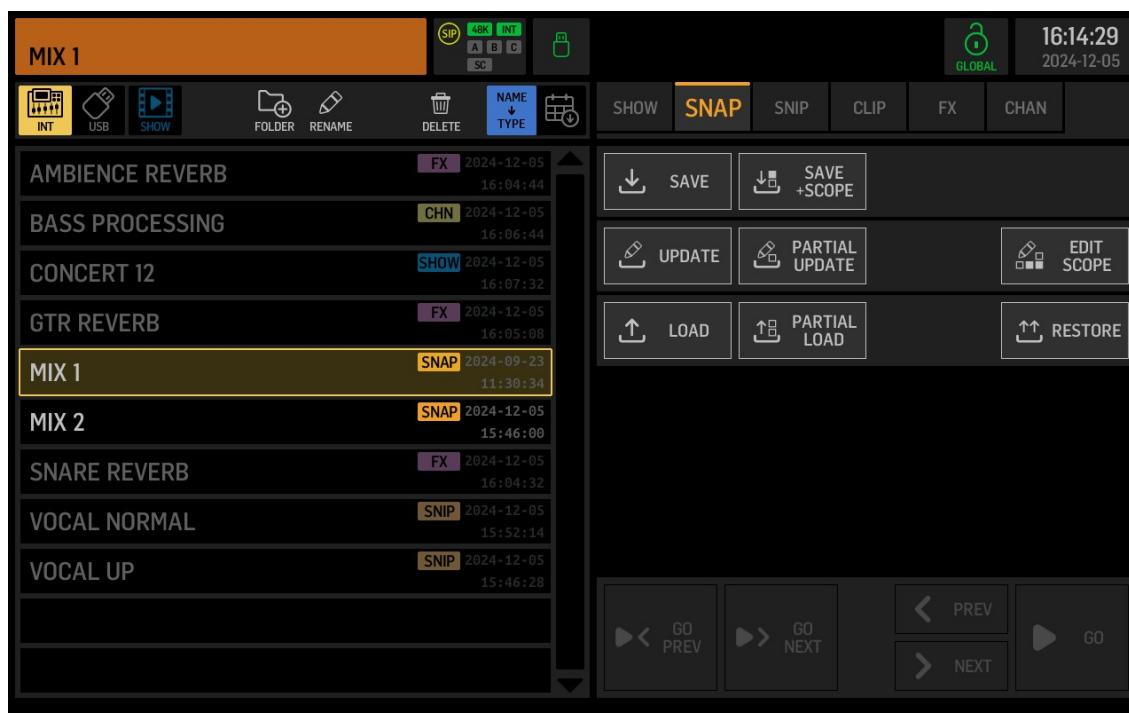 MIX 1
SIP
48K INT
A B C
SC
GLOBAL
16:14:29
2024-12-05
INT USB SHOW FOLDER RENAME DELETE
NAME
TYPE
SHOW SNAP SNIP CLIP FX CHAN
AMBIENCE REVERB FX 2024-12-05
16:04:44
BASS PROCESSING CHN 2024-12-05
16:06:44
CONCERT 12 SHOW 2024-12-05
16:07:32
GTR REVERB FX 2024-12-05
16:05:08
MIX 1 SNAP 2024-09-23
11:30:34
MIX 2 SNAP 2024-12-05
15:46:00
SNARE REVERB FX 2024-12-05
16:04:32
VOCAL NORMAL SNIP 2024-12-05
15:52:14
VOCAL UP SNIP 2024-12-05
15:46:28
SAVE
SAVE
+SCOPE
UPDATE
PARTIAL
UPDATE
EDIT
SCOPE
LOAD
PARTIAL
LOAD
RESTORE
GO
PREV
GO
NEXT
PREV
NEXT
GO